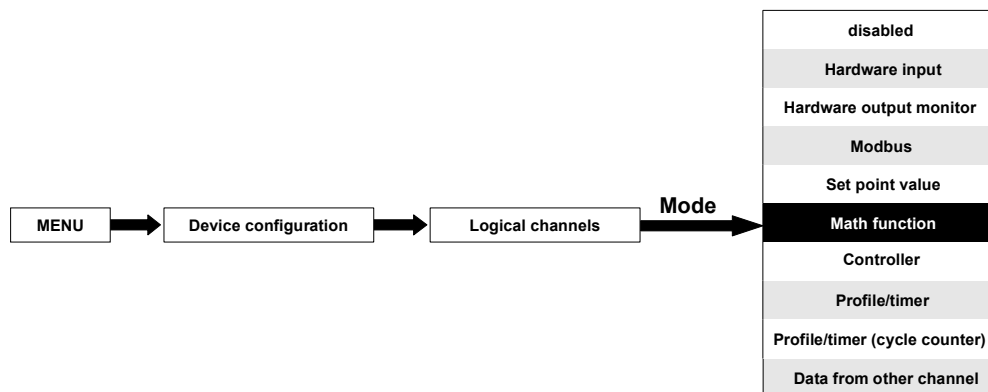 disabled
Hardware input
Hardware output monitor
Modbus
Set point value
MENU
Device configuration
Logical channels
Mode
Math function
Controller
Profile/timer
Profile/timer (cycle counter)
Data from other channel